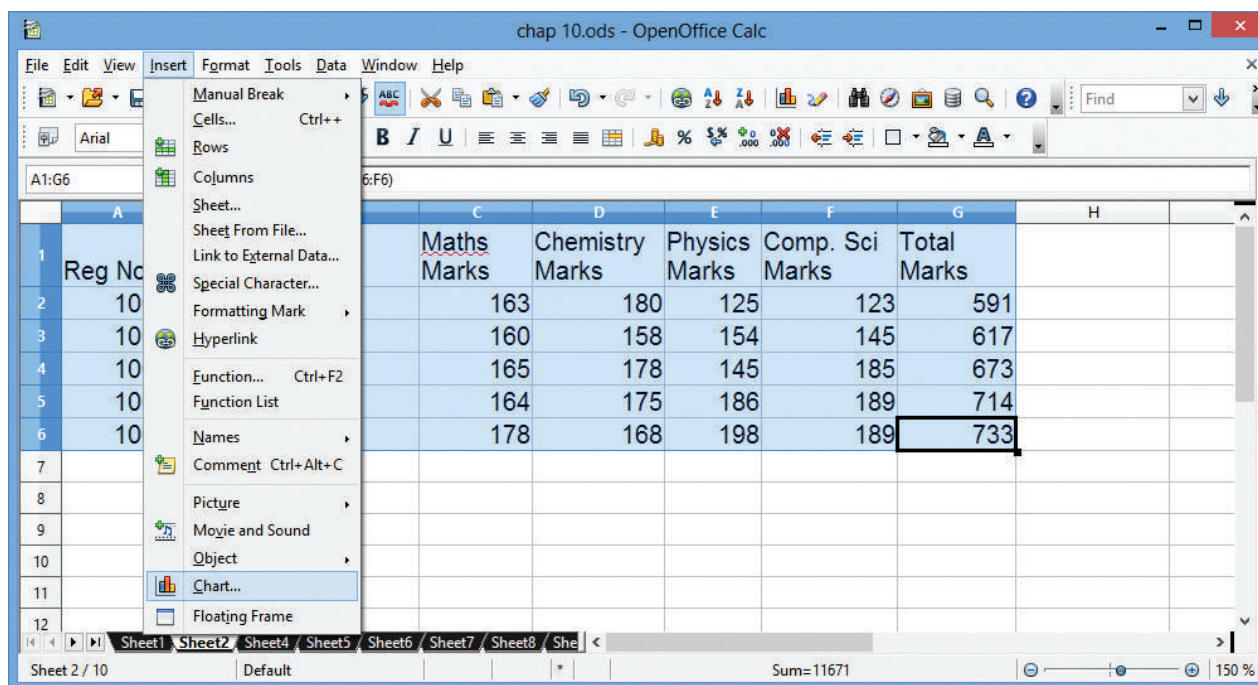 chap 10.ods - OpenOffice Calc
File Edit View Insert Format Tools Data Window Help
ABC Find
Arial B I U
A1:G6 6:F6)
Manual Break
Cells... Ctrl++
Rows
Columns
Sheet...
Sheet From File...
Link to External Data...
Special Character...
Formatting Mark
Hyperlink
Function... Ctrl+F2
Function List
Names
Comment Ctrl+Alt+C
Picture
Movie and Sound
Object
Chart...
Floating Frame
A C D E F G H
1 Reg No Maths Marks Chemistry Marks Physics Marks Comp. Sci Marks Total Marks
2 10 163 180 125 123 591
3 10 160 158 154 145 617
4 10 165 178 145 185 673
5 10 164 175 186 189 714
6 10 178 168 198 189 733
7
8
9
10
11
12
Sheet1 Sheet2 Sheet4 Sheet5 Sheet6 Sheet7 Sheet8 She
Sheet 2 / 10 Default * Sum=11671 150 %